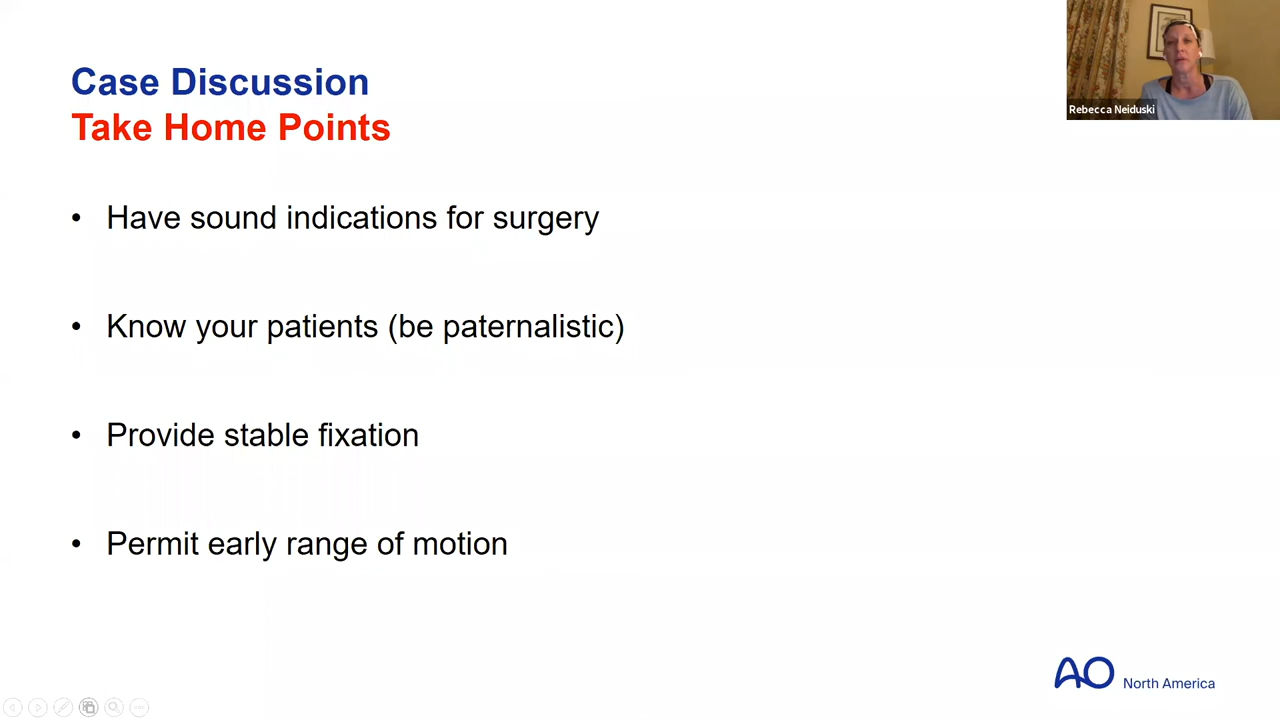 Case Discussion
Take Home Points
• Have sound indications for surgery
• Know your patients (be paternalistic)
• Provide stable fixation
• Permit early range of motion
Rebecca Neiduski
AO North America